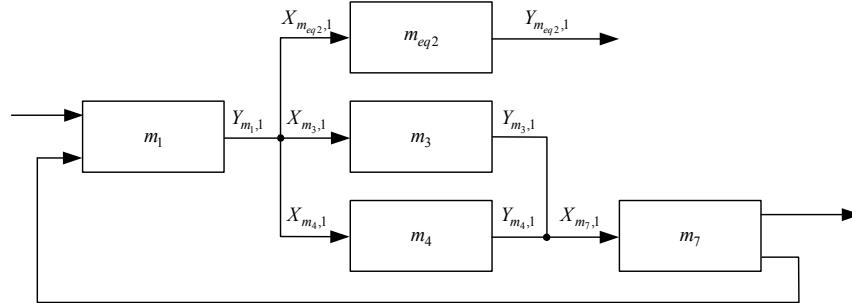 X_{m_{eq2},1} Y_{m_{eq2},1}
m_{eq2}
Y_{m_1,1} X_{m_3,1} Y_{m_3,1}
m_1 m_3
X_{m_4,1} Y_{m_4,1} X_{m_7,1}
m_4 m_7